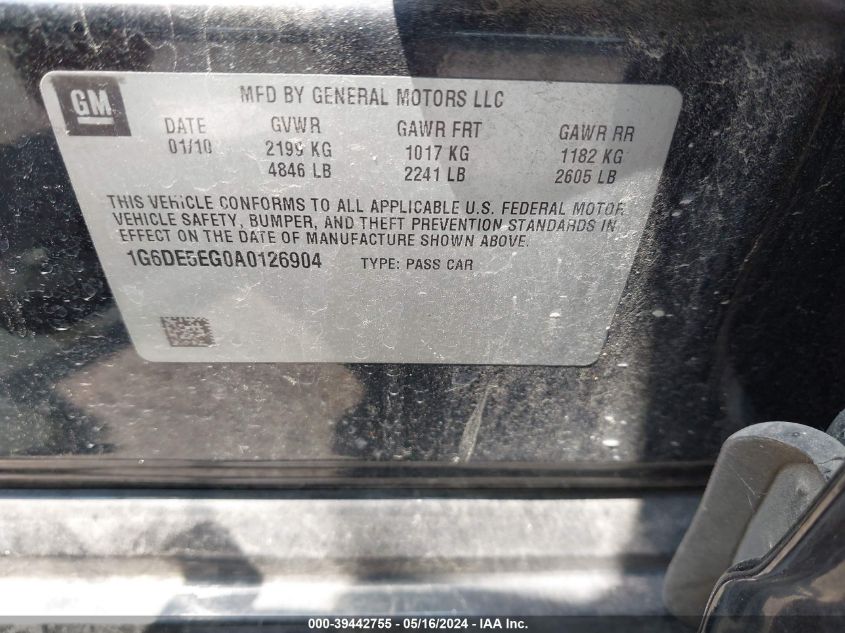 GM
MFD BY GENERAL MOTORS LLC
DATE GVWR GAWR FRT GAWR RR
01/10 2199 KG 1017 KG 1182 KG
4846 LB 2241 LB 2605 LB
THIS VEHICLE CONFORMS TO ALL APPLICABLE U.S. FEDERAL MOTOR
VEHICLE SAFETY, BUMPER, AND THEFT PREVENTION STANDARDS IN
EFFECT ON THE DATE OF MANUFACTURE SHOWN ABOVE.
1G6DE5EG0A0126904 TYPE: PASS CAR
000-39442755 - 05/16/2024 - IAA Inc.